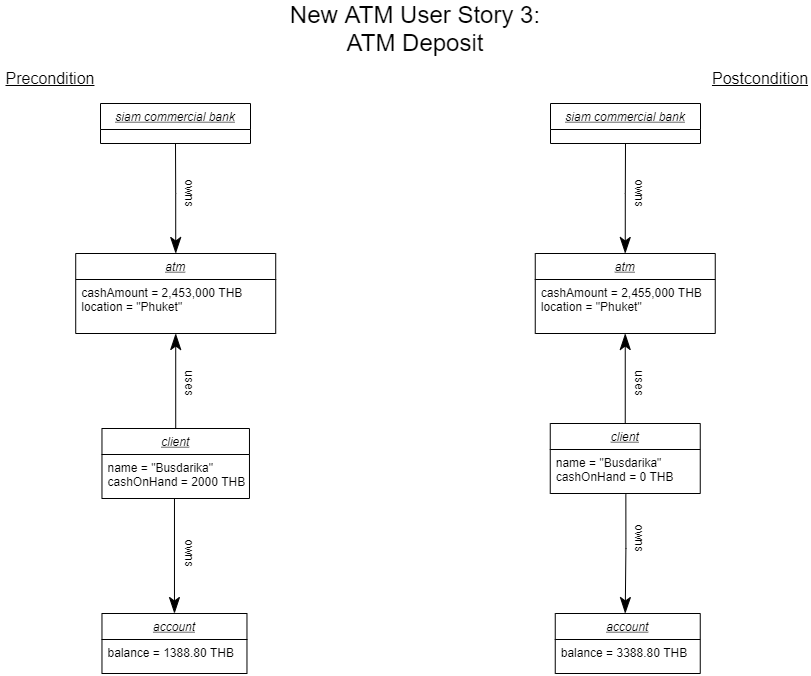 New ATM User Story 3:
ATM Deposit
Precondition
Postcondition
siam commercial bank
owns
atm
cashAmount = 2,453,000 THB
location = "Phuket"
uses
client
name = "Busdarika"
cashOnHand = 2000 THB
owns
account
balance = 1388.80 THB
siam commercial bank
owns
atm
cashAmount = 2,455,000 THB
location = "Phuket"
uses
client
name = "Busdarika"
cashOnHand = 0 THB
owns
account
balance = 3388.80 THB